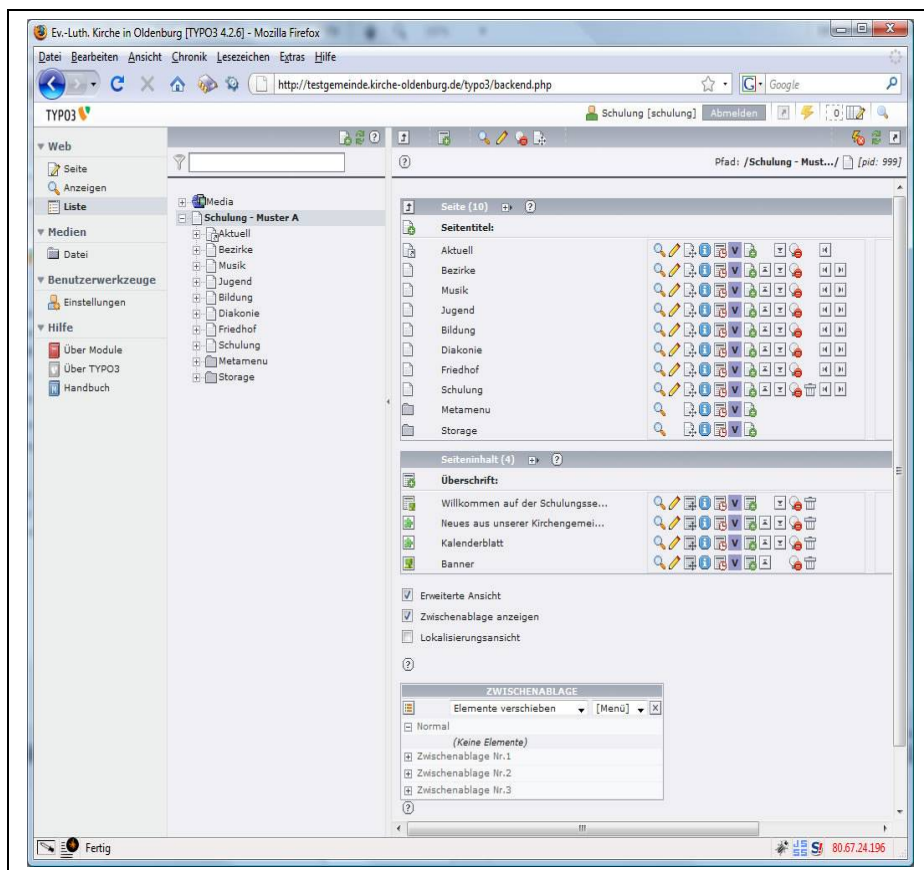 Ev.-Luth. Kirche in Oldenburg [TYPO3 4.2.6] - Mozilla Firefox
Datei Bearbeiten Ansicht Chronik Lesezeichen Extras Hilfe
http://testgemeinde.kirche-oldenburg.de/typo3/backend.php
Google
TYPO3
Schulung [schulung] Abmelden 0
Web
Seite
Anzeigen
Liste
Medien
Datei
Benutzerwerkzeuge
Einstellungen
Hilfe
Über Module
Über TYPO3
Handbuch
Media
Schulung - Muster A
Aktuell
Bezirke
Musik
Jugend
Bildung
Diakonie
Friedhof
Schulung
Metamenu
Storage
Pfad: /Schulung - Must.../ [pid: 999]
Seite (10)
Seitentitel:
Aktuell
Bezirke
Musik
Jugend
Bildung
Diakonie
Friedhof
Schulung
Metamenu
Storage
Seiteninhalt (4)
Überschrift:
Willkommen auf der Schulungsse...
Neues aus unserer Kirchengemei...
Kalenderblatt
Banner
Erweiterte Ansicht
Zwischenablage anzeigen
Lokalisierungsansicht
ZWISCHENABLAGE
Elemente verschieben [Menü]
Normal
(Keine Elemente)
Zwischenablage Nr.1
Zwischenablage Nr.2
Zwischenablage Nr.3
Fertig
80.67.24.196